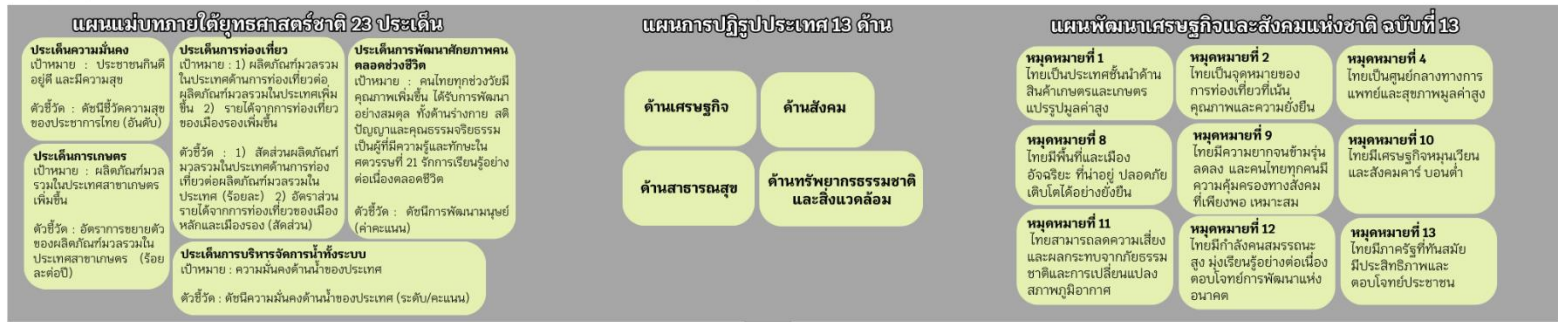 แผนแม่บทภายใต้ยุทธศาสตร์ชาติ 23 ประเด็น
ประเด็นความมั่นคง
เป้าหมาย : ประชาชนกินดี
อยู่ดี และมีความสุข
ตัวชี้วัด : ดัชนีชี้วัดความสุข
ของประชาการไทย (อันดับ)
ประเด็นการเกษตร
เป้าหมาย : ผลิตภัณฑ์มวล
รวมในประเทศสาขาเกษตร
เพิ่มขึ้น
ตัวชี้วัด : อัตราการขยายตัว
ของผลิตภัณฑ์มวลรวมใน
ประเทศสาขาเกษตร (ร้อย
ละต่อปี)
ประเด็นการท่องเที่ยว
เป้าหมาย : 1) ผลิตภัณฑ์มวลรวม
ในประเทศด้านการท่องเที่ยวต่อ
ผลิตภัณฑ์มวลรวมในประเทศเพิ่ม
ขึ้น 2) รายได้จากการท่องเที่ยว
ของเมืองรองเพิ่มขึ้น
ตัวชี้วัด : 1) สัดส่วนผลิตภัณฑ์
มวลรวมในประเทศด้านการท่อง
เที่ยวต่อผลิตภัณฑ์มวลรวมใน
ประเทศ (ร้อยละ) 2) อัตราส่วน
รายได้จากการท่องเที่ยวของเมือง
หลักและเมืองรอง (สัดส่วน)
ประเด็นการพัฒนาศักยภาพคน
ตลอดช่วงชีวิต
เป้าหมาย : คนไทยทุกช่วงวัยมี
คุณภาพเพิ่มขึ้น ได้รับการพัฒนา
อย่างสมดุล ทั้งด้านร่างกาย สติ
ปัญญาและคุณธรรมจริยธรรม
เป็นผู้ที่มีความรู้และทักษะใน
ศตวรรษที่ 21 รักการเรียนรู้อย่าง
ต่อเนื่องตลอดชีวิต
ตัวชี้วัด : ดัชนีการพัฒนามนุษย์
(ค่าคะแนน)
ประเด็นการบริหารจัดการน้ำทั้งระบบ
เป้าหมาย : ความมั่นคงด้านน้ำของประเทศ
ตัวชี้วัด : ดัชนีความมั่นคงด้านน้ำของประเทศ (ระดับ/คะแนน)
แผนการปฏิรูปประเทศ 13 ด้าน
ด้านเศรษฐกิจ
ด้านสังคม
ด้านสาธารณสุข
ด้านทรัพยากรธรรมชาติ
และสิ่งแวดล้อม
แผนพัฒนาเศรษฐกิจและสังคมแห่งชาติ ฉบับที่ 13
หมุดหมายที่ 1
ไทยเป็นประเทศชั้นนำด้าน
สินค้าเกษตรและเกษตร
แปรรูปมูลค่าสูง
หมุดหมายที่ 2
ไทยเป็นจุดหมายของ
การท่องเที่ยวที่เน้น
คุณภาพและความยั่งยืน
หมุดหมายที่ 4
ไทยเป็นศูนย์กลางทางการ
แพทย์และสุขภาพมูลค่าสูง
หมุดหมายที่ 8
ไทยมีพื้นที่และเมือง
อัจฉริยะ ที่น่าอยู่ ปลอดภัย
เติบโตได้อย่างยั่งยืน
หมุดหมายที่ 9
ไทยมีความยากจนข้ามรุ่น
ลดลง และคนไทยทุกคนมี
ความคุ้มครองทางสังคม
ที่เพียงพอ เหมาะสม
หมุดหมายที่ 10
ไทยมีเศรษฐกิจหมุนเวียน
และสังคมคาร์ บอนต่ำ
หมุดหมายที่ 11
ไทยสามารถลดความเสี่ยง
และผลกระทบจากภัยธรรม
ชาติและการเปลี่ยนแปลง
สภาพภูมิอากาศ
หมุดหมายที่ 12
ไทยมีกำลังคนสมรรถนะ
สูง มุ่งเรียนรู้อย่างต่อเนื่อง
ตอบโจทย์การพัฒนาแห่ง
อนาคต
หมุดหมายที่ 13
ไทยมีภาครัฐที่ทันสมัย
มีประสิทธิภาพและ
ตอบโจทย์ประชาชน